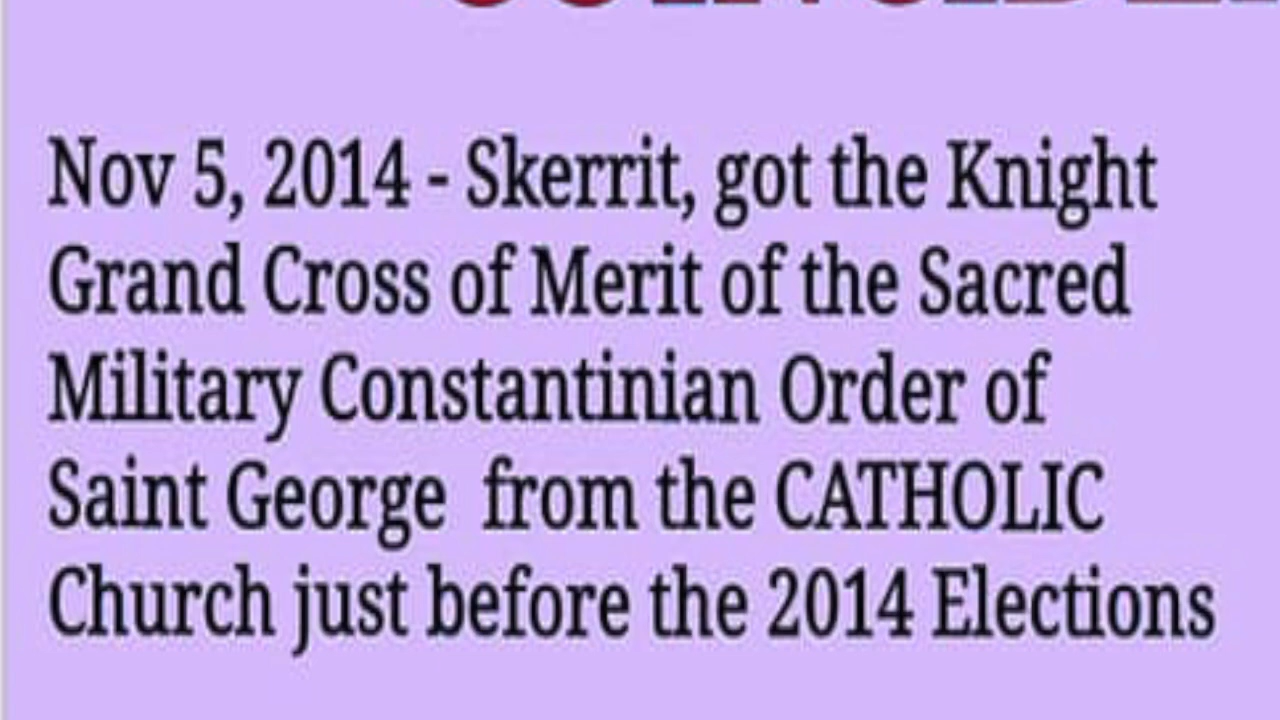 Nov 5, 2014 - Skerrit, got the Knight
Grand Cross of Merit of the Sacred
Military Constantinian Order of
Saint George  from the CATHOLIC
Church just before the 2014 Elections